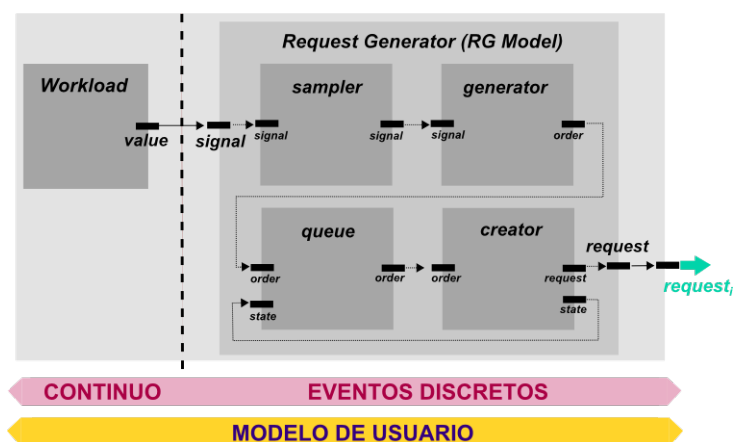 Request Generator (RG Model)
Workload
sampler
generator
value
signal
signal
signal
signal
order
queue
creator
request
order
order
order
request
request_i
state
state
CONTINUO
EVENTOS DISCRETOS
MODELO DE USUARIO